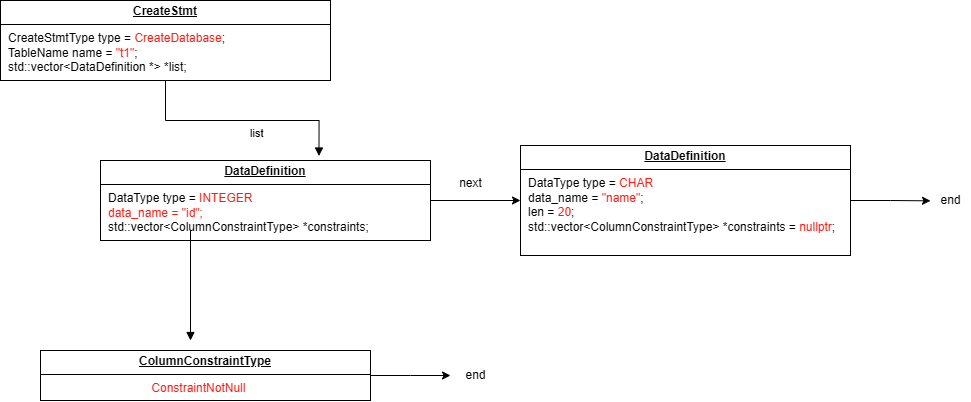 CreateStmt
CreateStmtType type = CreateDatabase;
TableName name = "t1";
std::vector<DataDefinition *> *list;
list
DataDefinition
DataType type = INTEGER
data_name = "id";
std::vector<ColumnConstraintType> *constraints;
next
DataDefinition
DataType type = CHAR
data_name = "name";
len = 20;
std::vector<ColumnConstraintType> *constraints = nullptr;
end
ColumnConstraintType
ConstraintNotNull
end